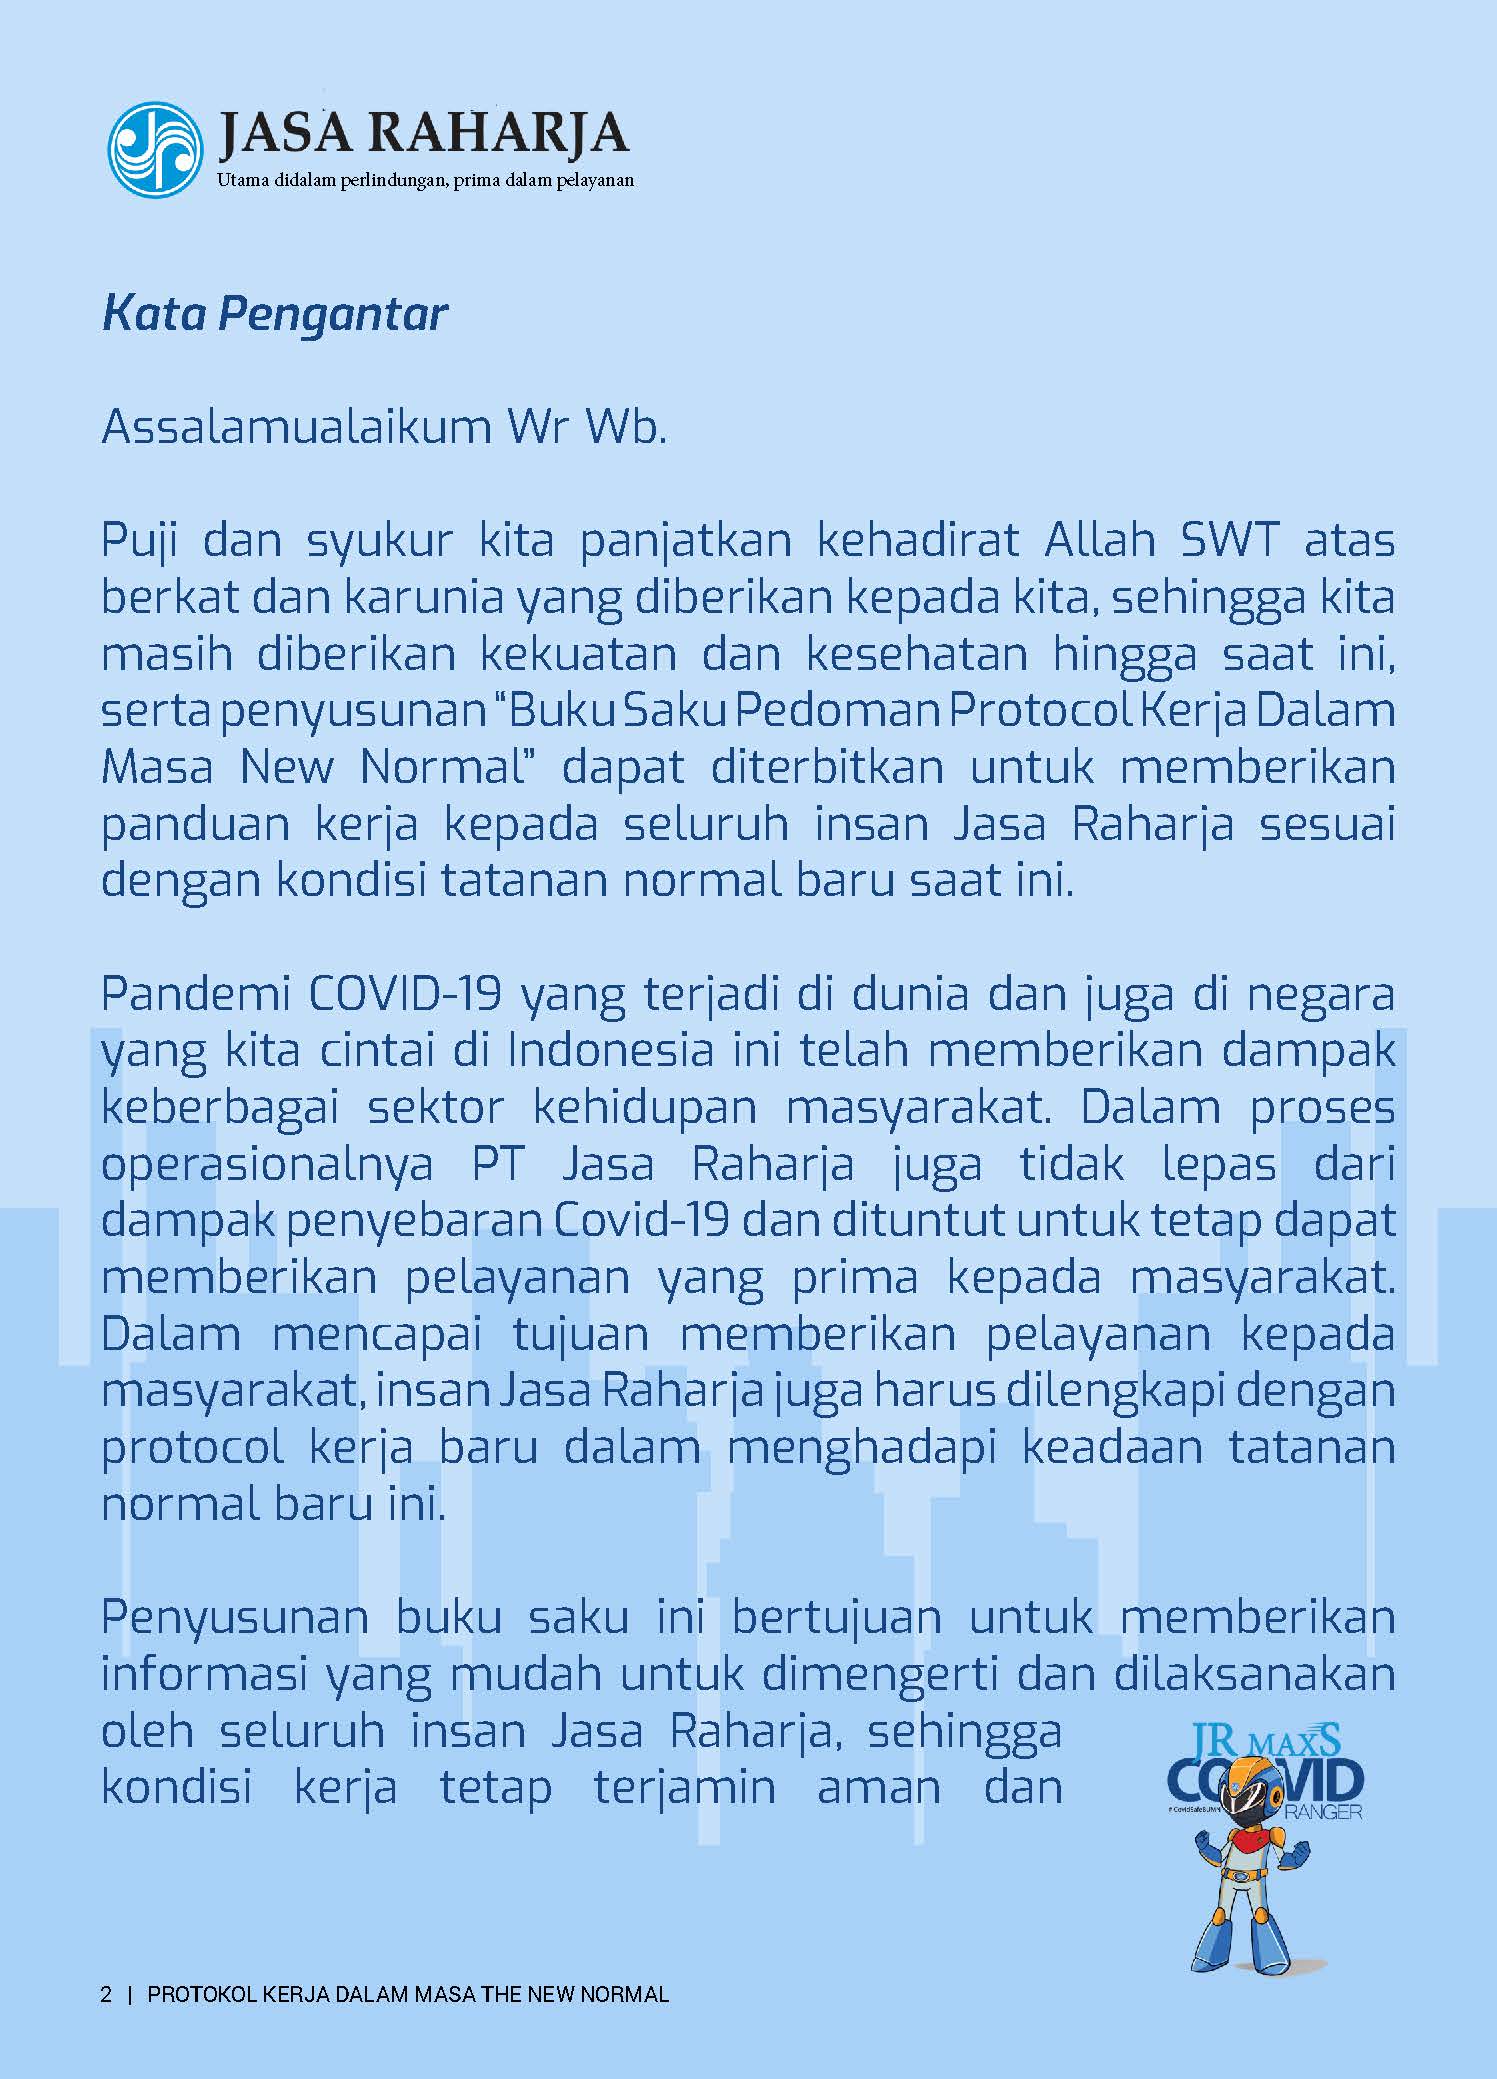 JASA RAHARJA
Utama didalam perlindungan, prima dalam pelayanan
Kata Pengantar
Assalamualaikum Wr Wb.
Puji dan syukur kita panjatkan kehadirat Allah SWT atas
berkat dan karunia yang diberikan kepada kita, sehingga kita
masih diberikan kekuatan dan kesehatan hingga saat ini,
serta penyusunan “Buku Saku Pedoman Protocol Kerja Dalam
Masa New Normal” dapat diterbitkan untuk memberikan
panduan kerja kepada seluruh insan Jasa Raharja sesuai
dengan kondisi tatanan normal baru saat ini.
Pandemi COVID-19 yang terjadi di dunia dan juga di negara
yang kita cintai di Indonesia ini telah memberikan dampak
keberbagai sektor kehidupan masyarakat. Dalam proses
operasionalnya PT Jasa Raharja juga tidak lepas dari
dampak penyebaran Covid-19 dan dituntut untuk tetap dapat
memberikan pelayanan yang prima kepada masyarakat.
Dalam mencapai tujuan memberikan pelayanan kepada
masyarakat, insan Jasa Raharja juga harus dilengkapi dengan
protocol kerja baru dalam menghadapi keadaan tatanan
normal baru ini.
Penyusunan buku saku ini bertujuan untuk memberikan
informasi yang mudah untuk dimengerti dan dilaksanakan
oleh seluruh insan Jasa Raharja, sehingga
kondisi kerja tetap terjamin aman dan
JR MAXS
COVID
#CovidSafeBUMN
RANGER
2 | PROTOKOL KERJA DALAM MASA THE NEW NORMAL